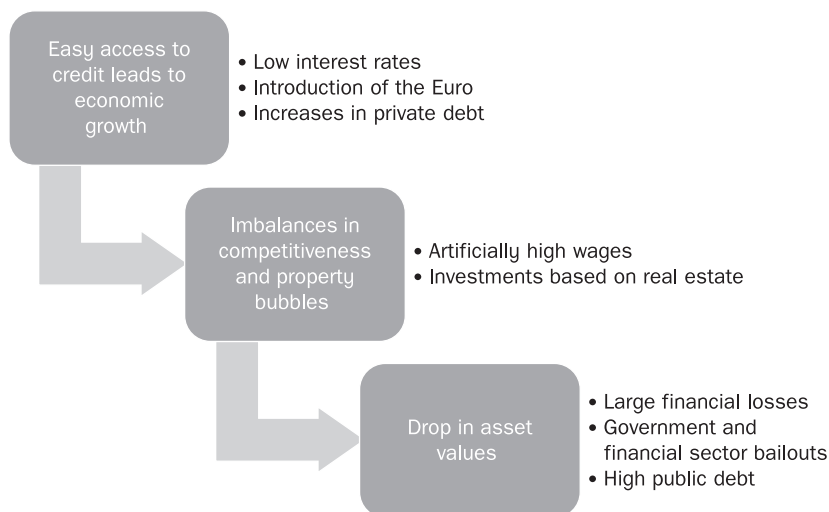 Easy access to
credit leads to
economic
growth
• Low interest rates
• Introduction of the Euro
• Increases in private debt
Imbalances in
competitiveness
and property
bubbles
• Artificially high wages
• Investments based on real estate
Drop in asset
values
• Large financial losses
• Government and
financial sector bailouts
• High public debt